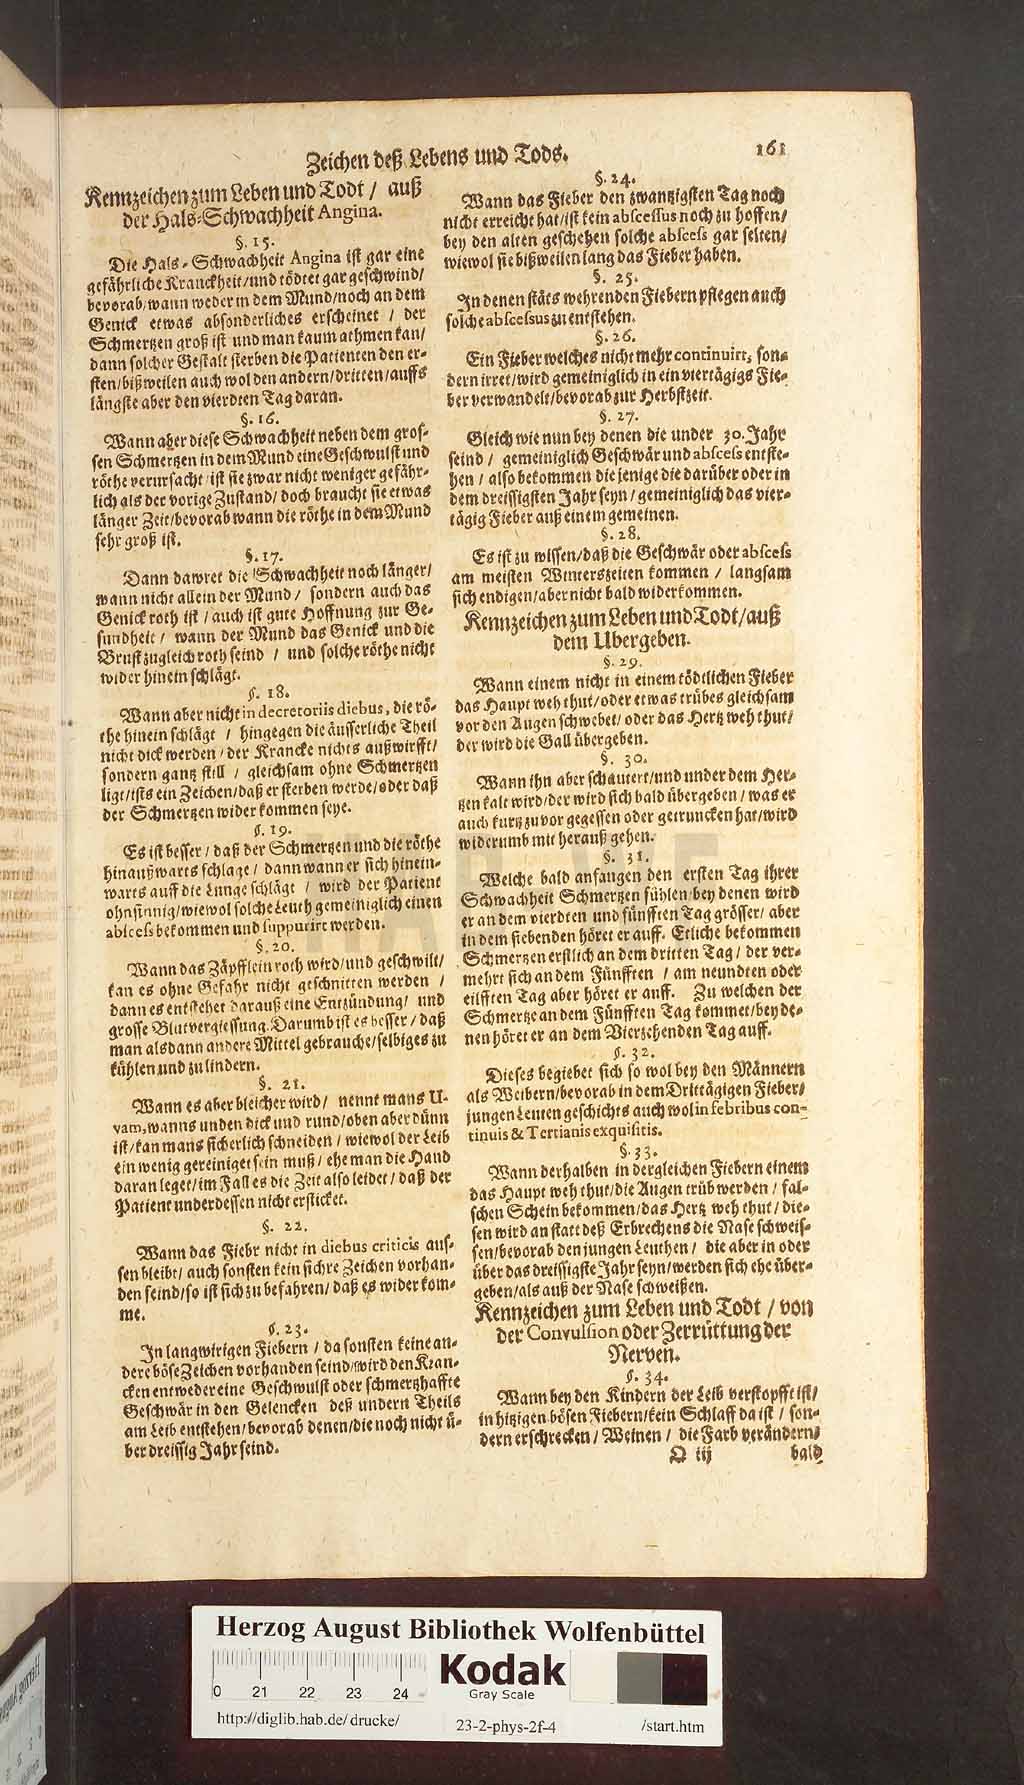 Zeichen deß Lebens und Tods. 161
Kennzeichen zum Leben und Todt / auß
der Hals-Schwachheit Angina.
§. 15.
Die Hals-Schwachheit Angina ist gar eine
gefährliche Kranckheit/und tödtet gar geschwind/
bevorab/wann weder in dem Mund/noch an dem
Genick etwas absonderliches erscheinet / der
Schmertzen groß ist und man kaum athmen kan/
dann solcher Gestalt sterben die Patienten den er-
sten/bißweilen auch wol den andern/dritten/auffs
längste aber den vierdten Tag daran.
§. 16.
Wann aber diese Schwachheit neben dem gros-
sen Schmertzen in dem Mund eine Geschwulst und
röthe verursacht/ist sie zwar nicht weniger gefähr-
lich als der vorige Zustand/ doch braucht sie etwas
länger Zeit/bevorab wann die röthe in dem Mund
sehr groß ist.
§. 17.
Dann dawret die Schwachheit noch länger/
wann nicht allein der Mund / sondern auch das
Genick roth ist / auch ist gute Hoffnung zur Ge-
sundheit / wann der Mund das Genick und die
Brust zugleich roth seind / und solche röthe nicht
wider hinein schlägt.
§. 18.
Wann aber nicht in decretoriis diebus, die rö-
the hinein schlägt / hingegen die äusserliche Theil
nicht dick werden / der Krancke nichts außwirfft/
sondern gantz still / gleichsam ohne Schmertzen
ligt/ists ein Zeichen/daß er sterben werde/oder daß
der Schmertzen wider kommen seye.
§. 19.
Es ist besser / daß der Schmertzen und die röthe
hinaußwarts schlage / dann wann er sich hinein-
warts auff die Lunge schlägt / wird der Patient
ohnsinnig/wiewol solche Leuth gemeiniglich einen
abscess bekommen und suppurirt werden.
§. 20.
Wann das Zäpfflein roth wird/und geschwilt/
kan es ohne Gefahr nicht geschnitten werden /
dann es entstehet darauß eine Entzündung/ und
grosse Blutvergiessung. Darumb ist es besser / daß
man alsdann andere Mittel gebrauche/selbiges zu
kühlen und zu lindern.
§. 21.
Wann es aber bleicher wird / nennt mans U-
vam, wanns unden dick und rund/oben aber dünn
ist/kan mans sicherlich schneiden / wiewol der Leib
ein wenig gereiniget sein muß / ehe man die Hand
daran leget/im Fall es die Zeit also leidet / daß der
Patient underdessen nicht ersticket.
§. 22.
Wann das Fiebr nicht in diebus criticis aus-
sen bleibt/ auch sonsten kein sichre Zeichen vorhan-
den seind/so ist sich zu befahren / daß es wider kom-
me.
§. 23.
In langwirigen Fiebern / da sonsten keine an-
dere böse Zeichen vorhanden seind/wird den Kran-
cken entwedereine Geschwulst oder schmertzhaffte
Geschwär in den Gelencken deß undern Theils
am Leib entstehen/bevorab denen/die noch nicht ü-
ber dreissig Jahr seind.
§. 24.
Wann das Fieber den zwantzigsten Tag noch
nicht erreicht hat/ist kein abscessus noch zu hoffen/
bey den alten geschehen solche abscess gar selten/
wiewol sie bißweilen lang das Fieber haben.
§. 25.
In denen stäts wehrenden Fiebern pflegen auch
solche abscessus zu entstehen.
§. 26.
Ein Fieber welches nicht mehr continuirt, son-
dern irret/wird gemeiniglich in ein viertägigs Fie-
ber verwandelt/bevorab zur Herbstzeit.
§. 27.
Gleich wie nun bey denen die under 30. Jahr
seind / gemeiniglich Geschwär und abscess entste-
hen / also bekommen die jenige die darüber oder in
dem dreissigsten Jahr seyn / gemeiniglich das vier-
tägig Fieber auß einem gemeinen.
§. 28.
Es ist zu wissen/daß die Geschwär oder abscess
am meisten Winterszeiten kommen / langsam
sich endigen/aber nicht bald widerkommen.
Kennzeichen zum Leben und Todt/auß
dem Ubergeben.
§. 29.
Wann einem nicht in einem tödtlichen Fieber
das Haupt weh thut/oder etwas trübes gleichsam
vor den Augen schwebet/ oder das Hertz weh thut/
der wird die Gall übergeben.
§. 30.
Wann ihn aber schautert/und under dem Her-
tzen kalt wird/der wird sich bald übergeben / was er
auch kurtz zuvor gegessen oder getruncken hat/wird
widerumb mit herauß gehen.
§. 31.
Welche bald anfangen den ersten Tag ihrer
Schwachheit Schmertzen fühlen/bey denen wird
er an dem vierdten und fünfften Tag grösser/ aber
in dem siebenden höret er auff. Etliche bekommen
Schmertzen erstlich an dem dritten Tag / der ver-
mehrt sich an dem Fünfften / am neundten oder
eilfften Tag aber höret er auff. Zu welchen der
Schmertze an dem Fünfften Tag kommet/bey de-
nen höret er an dem Vierzehenden Tag auff.
§. 32.
Dieses begiebet sich so wol bey den Männern
als Weibern/bevorab in dem Drittägigen Fieber/
jungen Leuten geschichts auch wol in febribus con-
tinuis & Tertianis exquisitis.
§. 33.
Wann derhalben in dergleichen Fiebern einem
das Haupt weh thut/die Augen trüb werden / fal-
schen Schein bekommen/das Hertz weh thut / die-
sen wird an statt deß Erbrechens die Nase schweis-
sen/bevorab den jungen Leuthen / die aber in oder
über das dreissigste Jahr seyn/werden sich ehe über-
geben/als auß der Nase schweißen.
Kennzeichen zum Leben und Todt / von
der Convulsion oder Zerrüttung der
Nerven.
§. 34.
Wann bey den Kindern der Leib verstopfft ist/
in hitzigen bösen Fiebern/kein Schlaff da ist / son-
dern erschrecken / Weinen / die Farb verändern/
O iij bald
Herzog August Bibliothek Wolfenbüttel
0 21 22 23 24
Kodak
Gray Scale
http://diglib.hab.de/drucke/ 23-2-phys-2f-4 /start.htm